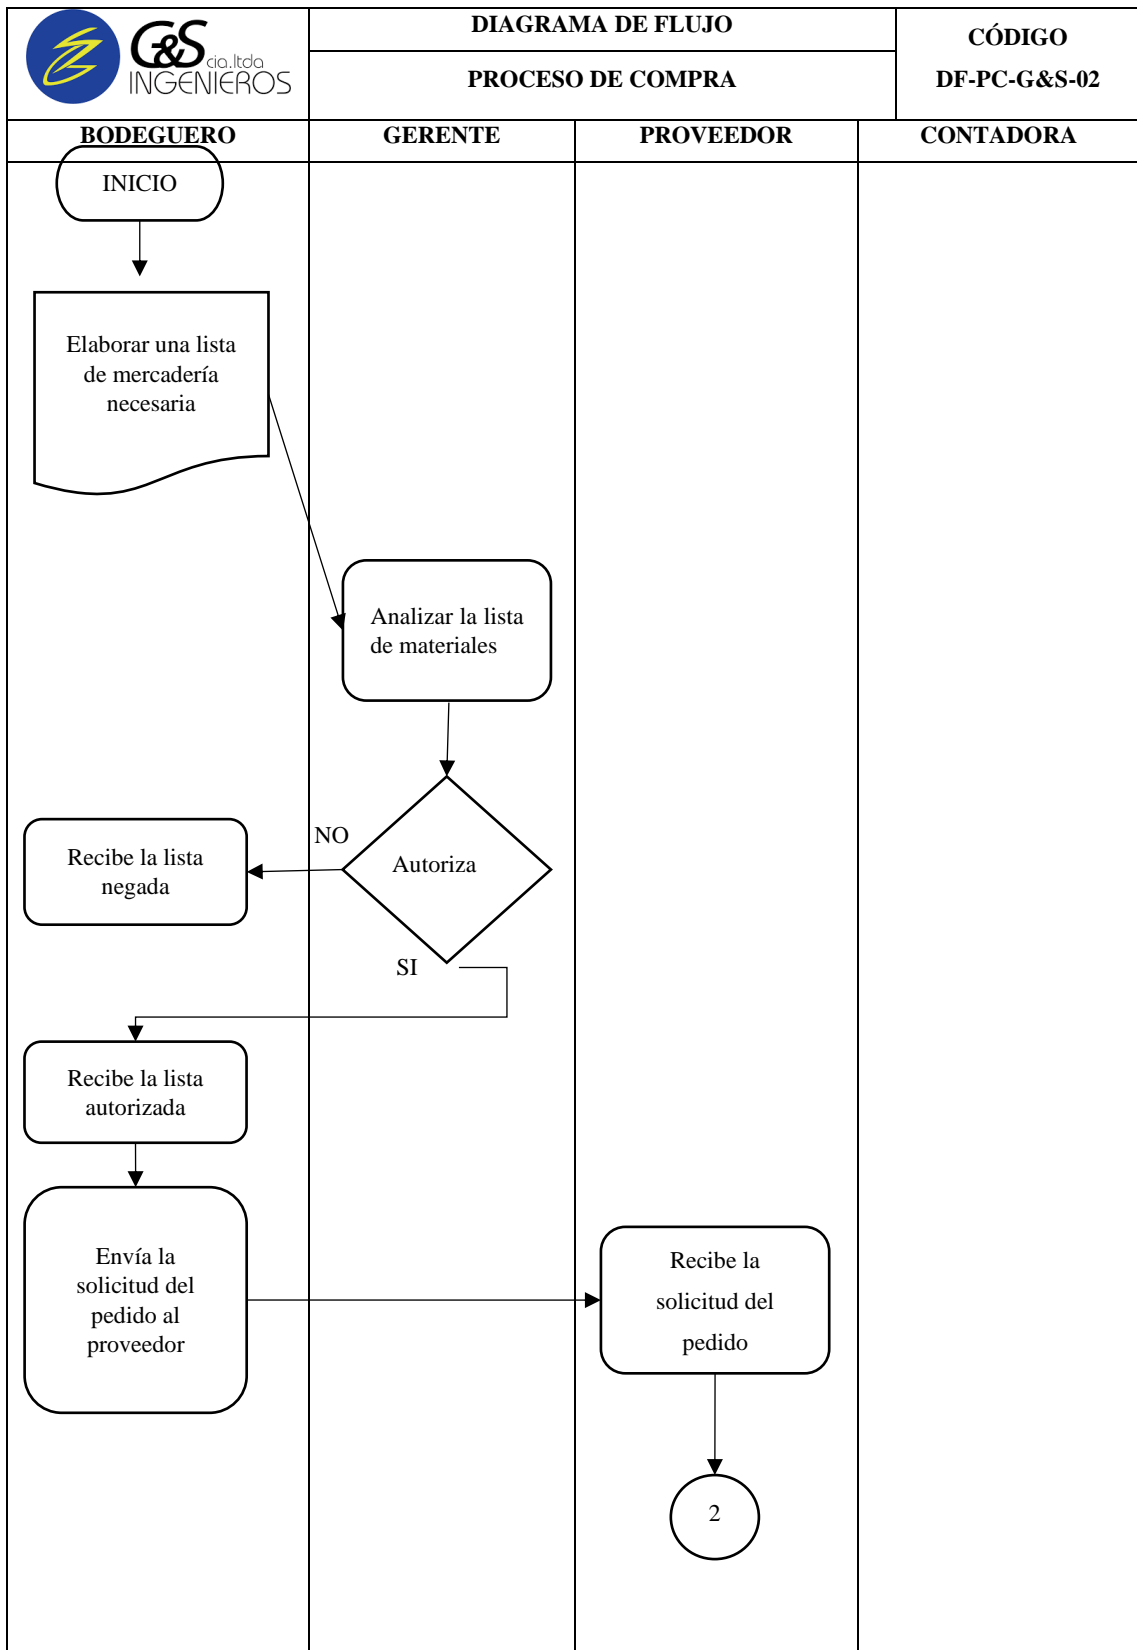 G&S cia.ltda
INGENIEROS
DIAGRAMA DE FLUJO
PROCESO DE COMPRA
CÓDIGO
DF-PC-G&S-02
BODEGUERO
GERENTE
PROVEEDOR
CONTADORA
INICIO
Elaborar una lista
de mercadería
necesaria
Analizar la lista
de materiales
Autoriza
NO
Recibe la lista
negada
SI
Recibe la lista
autorizada
Envía la
solicitud del
pedido al
proveedor
Recibe la
solicitud del
pedido
2